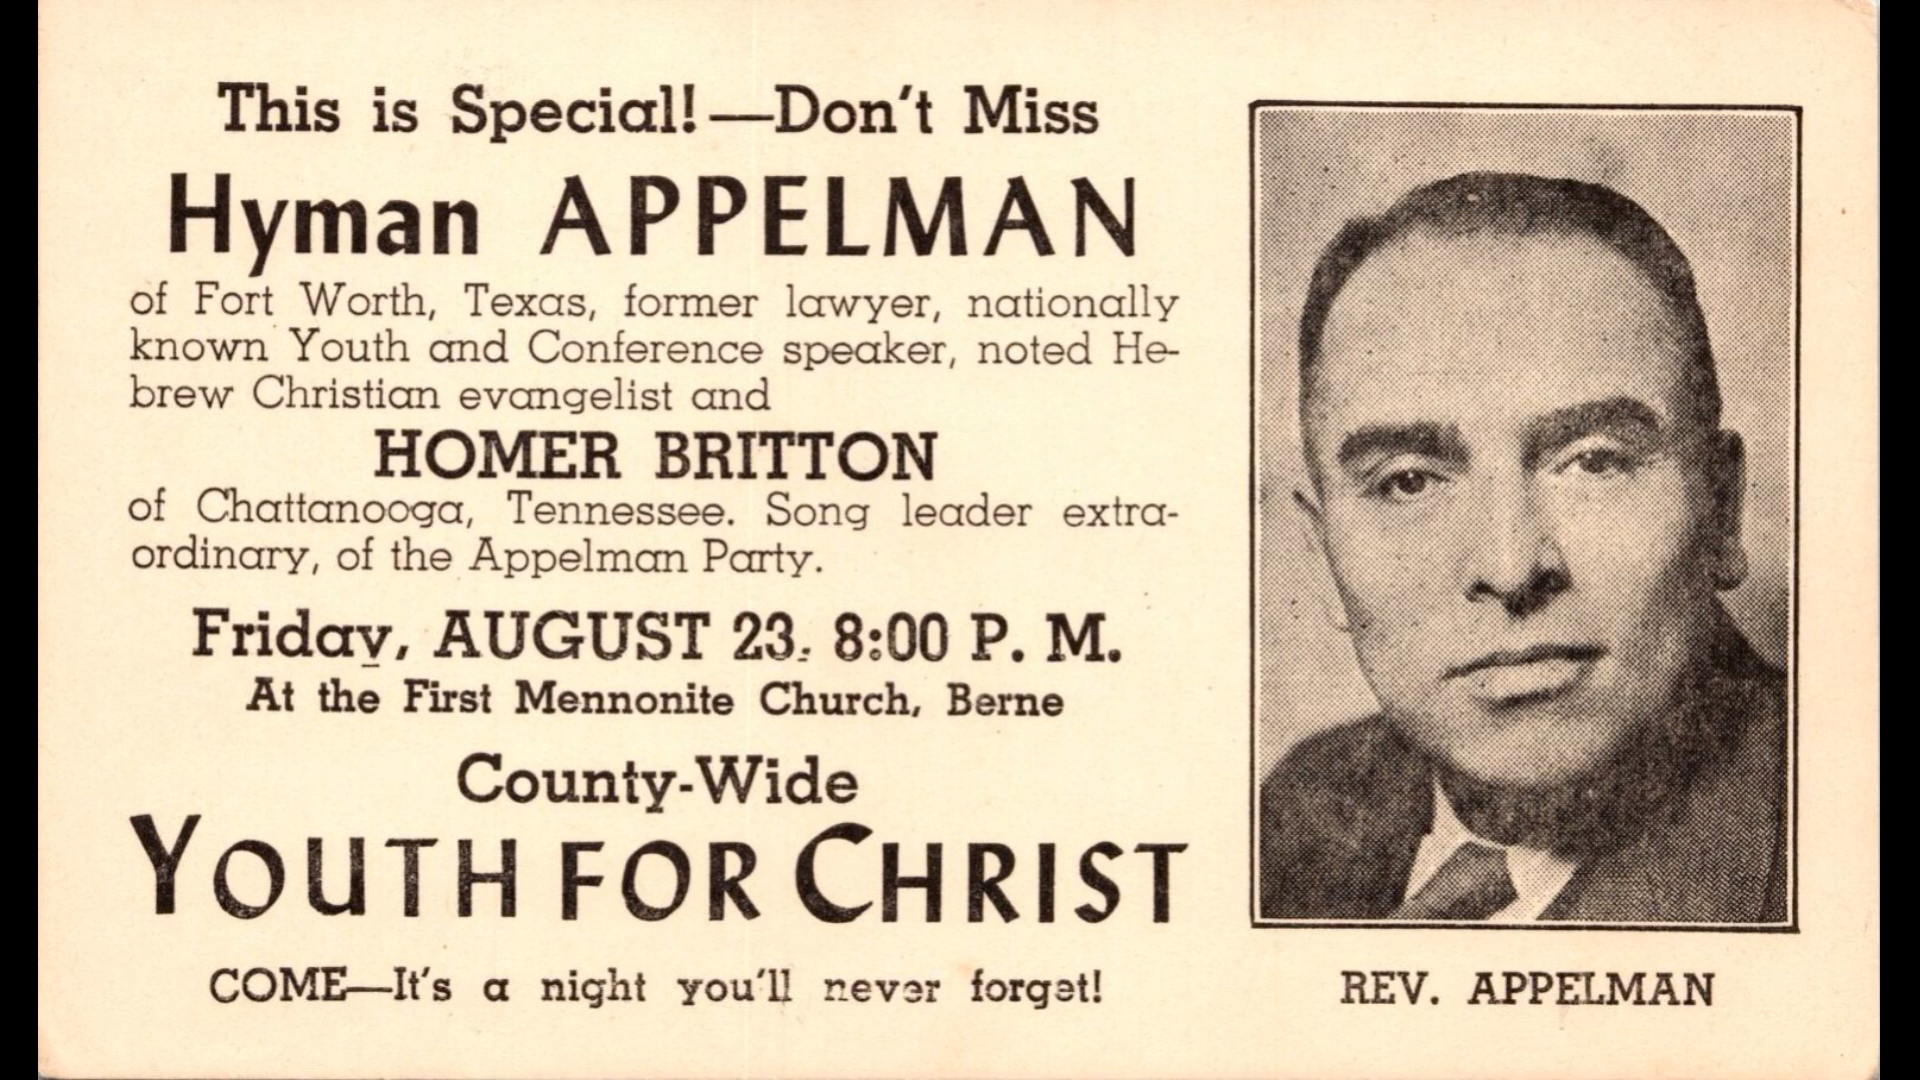 This is Special!—Don't Miss
Hyman APPELMAN
of Fort Worth, Texas, former lawyer, nationally
known Youth and Conference speaker, noted He-
brew Christian evangelist and
HOMER BRITTON
of Chattanooga, Tennessee. Song leader extra-
ordinary, of the Appelman Party.
Friday, AUGUST 23. 8:00 P. M.
At the First Mennonite Church, Berne
County-Wide
YOUTH FOR CHRIST
COME—It's a night you'll never forget!
REV. APPELMAN